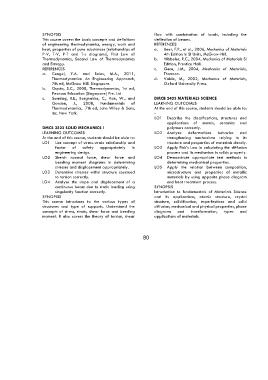 SYNOPSIS
This course covers the basic concepts and definitions
of engineering thermodynamics, energy, work and
heat, properties of pure substances (relationships of
P-V, T-V, P-T and T-s diagrams), First Law of
Thermodynamics, Second Law of Thermodynamics
and Entropy.
REFERENCES
a. Cengel, Y.A. and Boles, M.A., 2011,
Thermodynamics: An Engineering Approach,
7th ed, McGraw Hill, Singapore.
b. Gupta, S.C., 2008, Thermodynamics, 1st ed,
Pearson Education (Singapore) Pte. Ltd
c. Sonntag, R.E., Borgnakke, C., Van, W., and
Gordon, J., 2008, Fundamentals of
Thermodynamics, 7th ed, John Wiley & Sons,
Inc, New York.
DMCS 2333 SOLID MECHANICS 1
LEARNING OUTCOMES
At the end of this course, students should be able to:
LO1 Use concept of stress-strain relationship and
factor of safety appropriately in
engineering design.
LO2 Sketch normal force, shear force and
bending moment diagrams in determining
stresses and displacement appropriately.
LO3 Determine stresses within structure exercised
to torsion correctly.
LO4 Analyse the slope and displacement of a
continuous beam due to static loading using
singularity function correctly.
SYNOPSIS
This course introduces to the various types of
structures and type of supports. Understand the
concepts of stress, strain, shear force and bending
moment. It also covers the theory of torsion, shear
flow with combination of loads, including the
deflection of beams.
REFERENCES
a. Beer, F.P., et al., 2006, Mechanics of Materials
4th Edition in SI Units, McGraw-Hill.
b. Hibbeler, R.C., 2004, Mechanics of Materials SI
Edition, Prentice Hall.
c. Gere, J.M., 2004, Mechanics of Materials,
Thomson.
d. Vable, M., 2002, Mechanics of Materials,
Oxford University Press.
DMCS 2433 MATERIALS SCIENCE
LEARNING OUTCOMES
At the end of this course, students should be able to:
LO1 Describe the classifications, structures and
applications of metals, ceramics and
polymers correctly.
LO2 Analyze deformations behavior and
strengthening mechanisms relating to its
structure and properties of materials clearly.
LO3 Apply Fick's Law in calculating the diffusion
process and its mechanism in solids properly.
LO4 Demonstrate appropriate test methods in
determining mechanical properties.
LO5 Apply the relation between composition,
microstructure and properties of metallic
materials by using opposite phase diagram
and heat treatment process.
SYNOPSIS
Introduction to fundamentals of Materials Science
and its applications, atomic structure, crystal
structure, solidification, imperfections and solid
diffusion, mechanical and physical properties, phase
diagrams and transformation, types and
applications of materials.
80